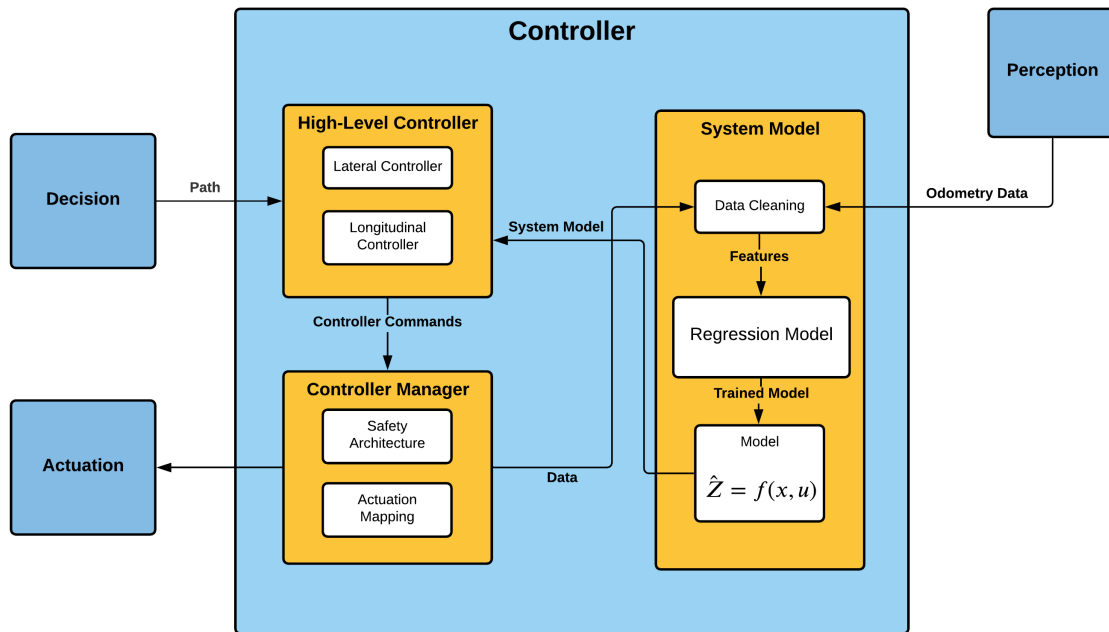 Controller
Perception
High-Level Controller
System Model
Lateral Controller
Decision
Path
Longitudinal
Controller
System Model
Data Cleaning
Odometry Data
Features
Controller Commands
Regression Model
Controller Manager
Trained Model
Safety
Architecture
Model
Actuation
Data
Ẑ = f(x, u)
Actuation
Mapping